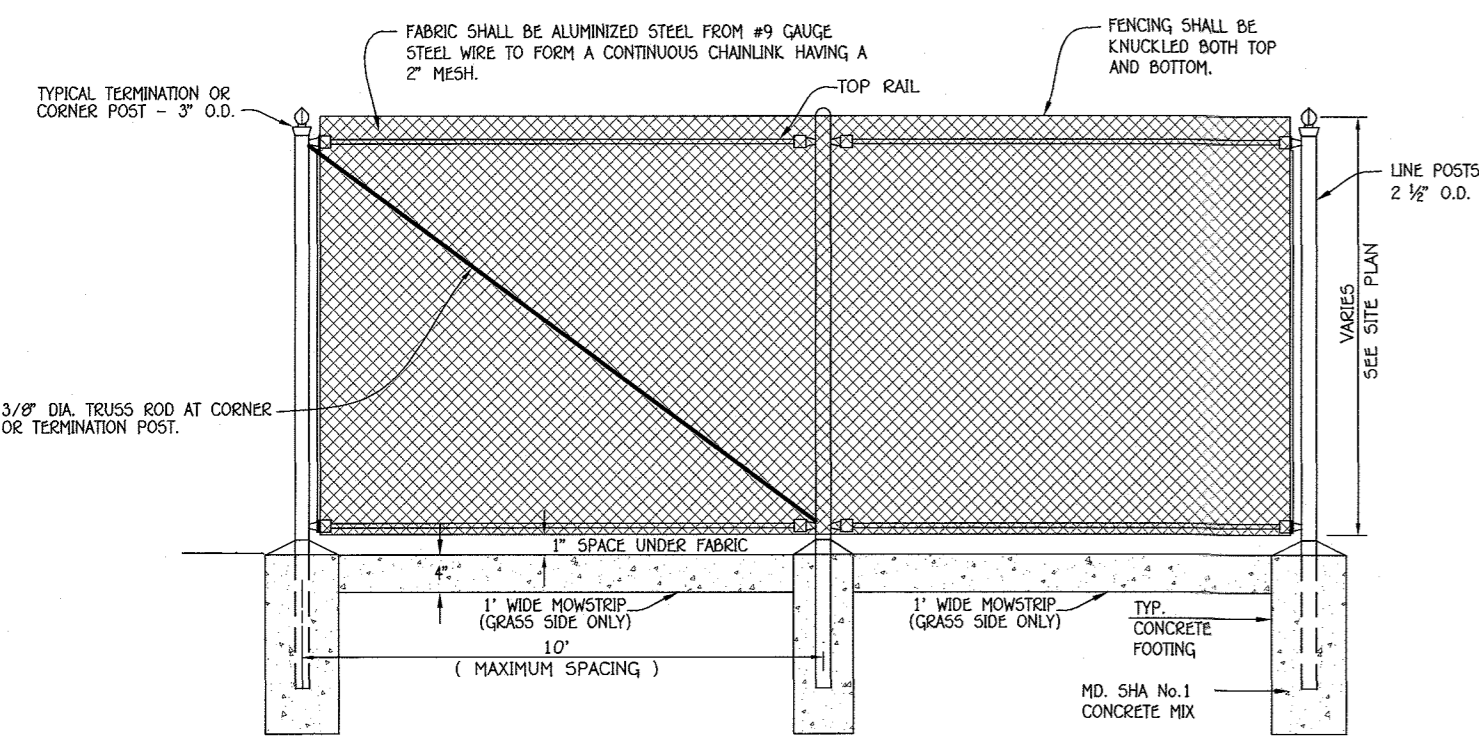 FABRIC SHALL BE ALUMINIZED STEEL FROM #9 GAUGE
STEEL WIRE TO FORM A CONTINUOUS CHAINLINK HAVING A
2" MESH.
FENCING SHALL BE
KNUCKLED BOTH TOP
AND BOTTOM.
TYPICAL TERMINATION OR
CORNER POST - 3" O.D.
TOP RAIL
LINE POSTS
2 ½" O.D.
VARIES
SEE SITE PLAN
3/8" DIA. TRUSS ROD AT CORNER
OR TERMINATION POST.
1" SPACE UNDER FABRIC
4"
1' WIDE MOWSTRIP
(GRASS SIDE ONLY)
1' WIDE MOWSTRIP
(GRASS SIDE ONLY)
TYP.
CONCRETE
FOOTING
10'
( MAXIMUM SPACING )
MD. SHA No.1
CONCRETE MIX